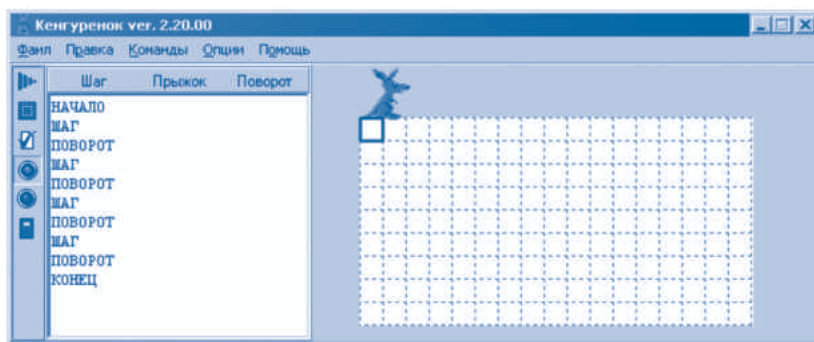 Кенгуренок ver. 2.20.00
Файл Правка Команды Опции Помощь
Шаг Прыжок Поворот
НАЧАЛО
ШАГ
ПОВОРОТ
ШАГ
ПОВОРОТ
ШАГ
ПОВОРОТ
ШАГ
ПОВОРОТ
КОНЕЦ